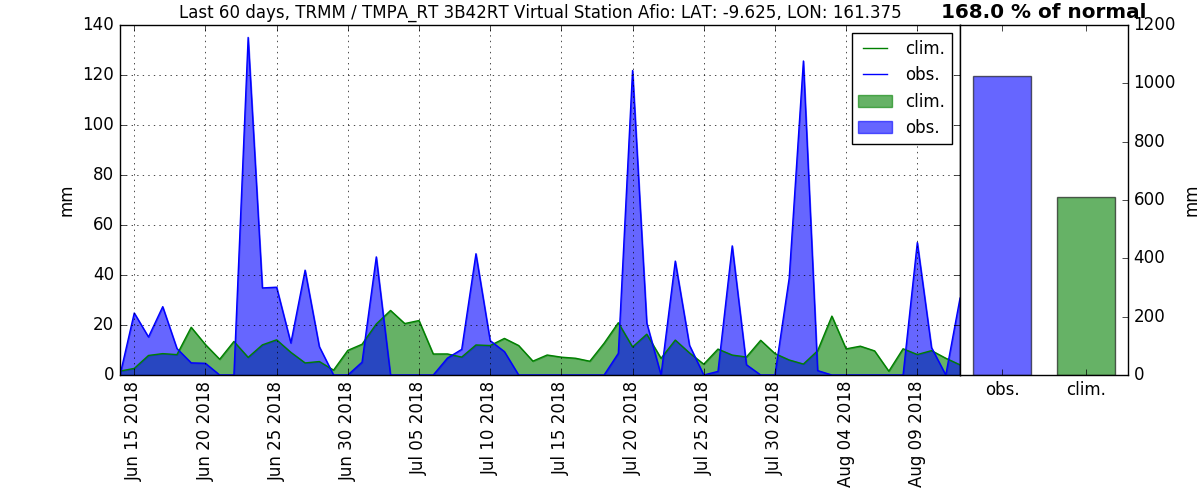 Last 60 days, TRMM / TMPA_RT 3B42RT Virtual Station Afio: LAT: -9.625, LON: 161.375
168.0 % of normal
140
120
100
80
60
40
20
0
mm
clim.
obs.
clim.
obs.
Jun 15 2018
Jun 20 2018
Jun 25 2018
Jun 30 2018
Jul 05 2018
Jul 10 2018
Jul 15 2018
Jul 20 2018
Jul 25 2018
Jul 30 2018
Aug 04 2018
Aug 09 2018
1200
1000
800
600
400
200
0
mm
obs.
clim.